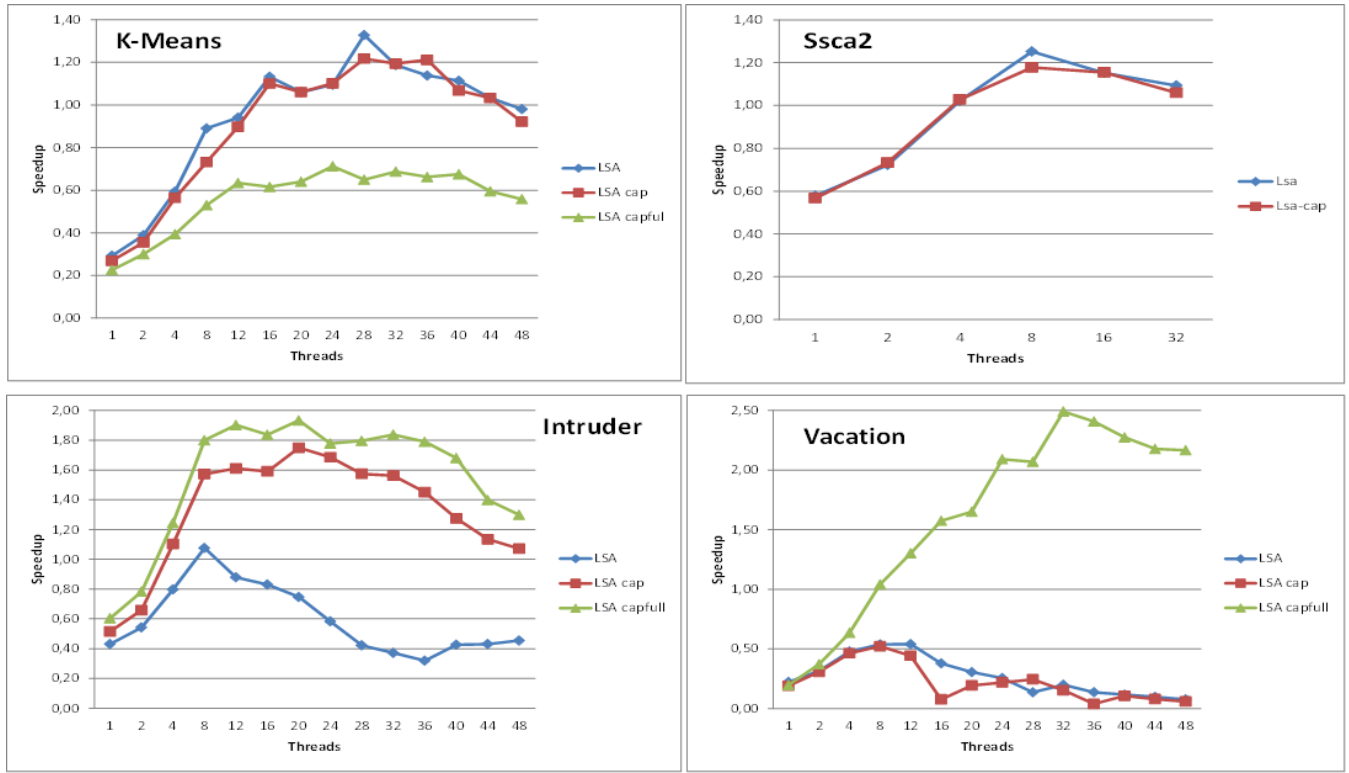 K-Means
1,40
1,20
1,00
0,80
0,60
0,40
0,20
0,00
Speedup
1 2 4 8 12 16 20 24 28 32 36 40 44 48
Threads
LSA
LSA cap
LSA capful
Ssca2
1,40
1,20
1,00
0,80
0,60
0,40
0,20
0,00
Speedup
1 2 4 8 16 32
Threads
Lsa
Lsa-cap
Intruder
2,00
1,80
1,60
1,40
1,20
1,00
0,80
0,60
0,40
0,20
0,00
Speedup
1 2 4 8 12 16 20 24 28 32 36 40 44 48
Threads
LSA
LSA cap
LSA capfull
Vacation
2,50
2,00
1,50
1,00
0,50
0,00
Speedup
1 2 4 8 12 16 20 24 28 32 36 40 44 48
Threads
LSA
LSA cap
LSA capfull